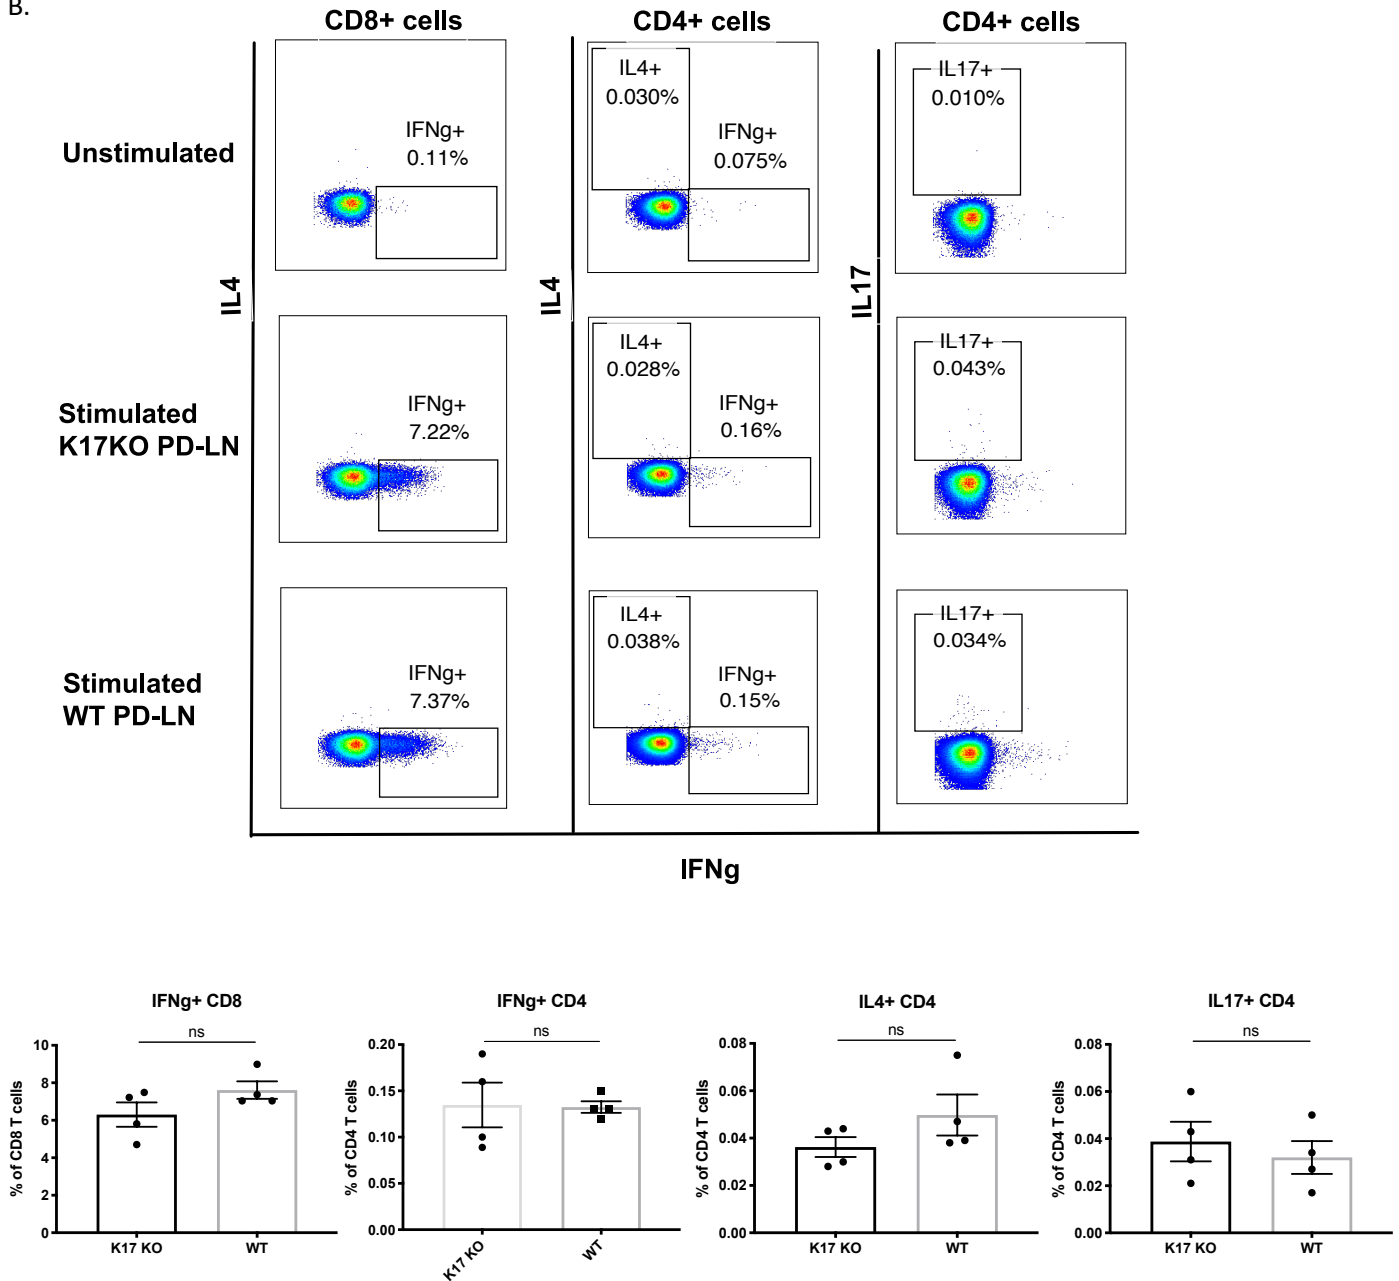 B.
CD8+ cells
CD4+ cells
CD4+ cells
Unstimulated
IFNg+
0.11%
IL4+
0.030%
IFNg+
0.075%
IL17+
0.010%
IL4
IL4
IL17
Stimulated
K17KO PD-LN
IFNg+
7.22%
IL4+
0.028%
IFNg+
0.16%
IL17+
0.043%
Stimulated
WT PD-LN
IFNg+
7.37%
IL4+
0.038%
IFNg+
0.15%
IL17+
0.034%
IFNg
IFNg+ CD8
ns
% of CD8 T cells
10
8
6
4
2
0
K17 KO
WT
IFNg+ CD4
ns
% of CD4 T cells
0.20
0.15
0.10
0.05
0.00
K17 KO
WT
IL4+ CD4
ns
% of CD4 T cells
0.08
0.06
0.04
0.02
0.00
K17 KO
WT
IL17+ CD4
ns
% of CD4 T cells
0.08
0.06
0.04
0.02
0.00
K17 KO
WT